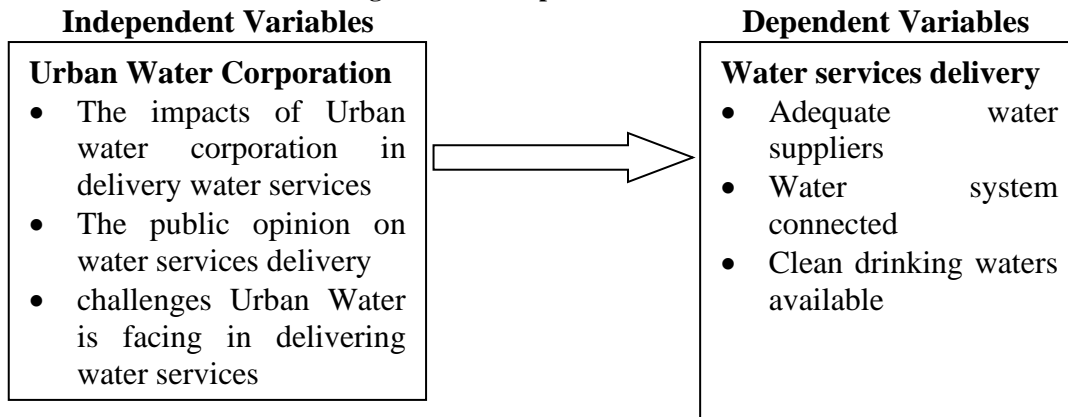 Independent Variables
Urban Water Corporation
• The impacts of Urban
water corporation in
delivery water services
• The public opinion on
water services delivery
• challenges Urban Water
is facing in delivering
water services
Dependent Variables
Water services delivery
• Adequate water
suppliers
• Water system
connected
• Clean drinking waters
available